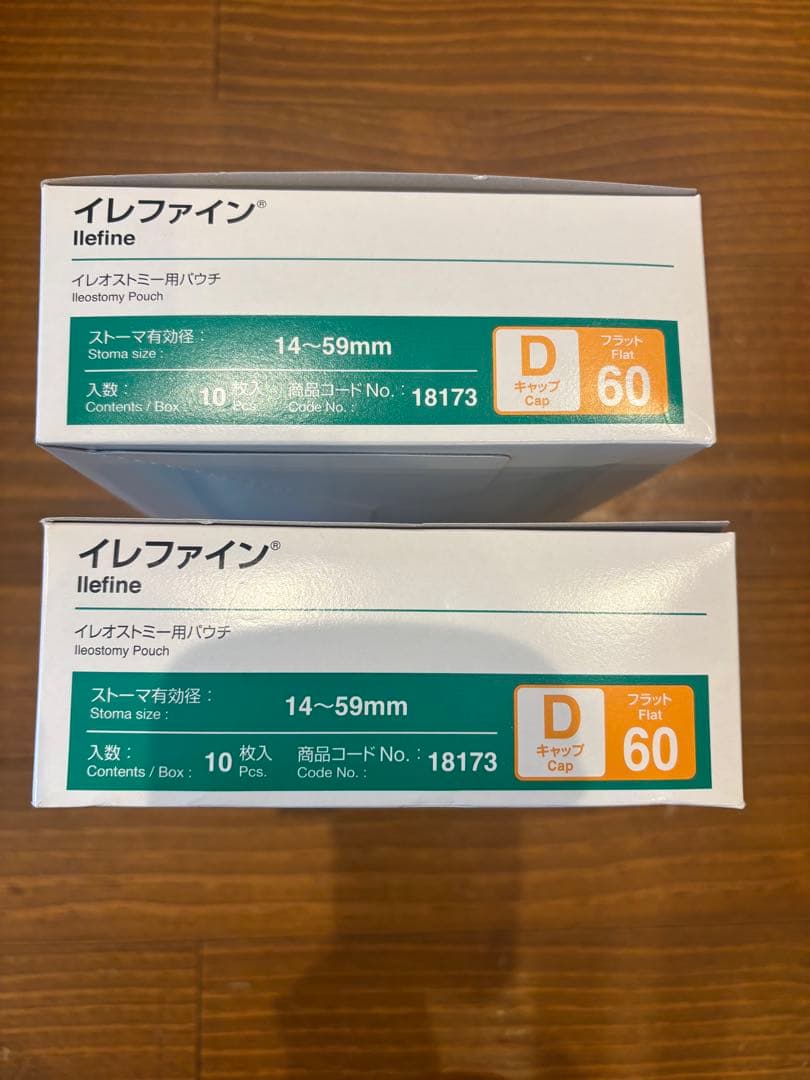 イレファイン®
Ilefine
イレオストミー用パウチ
Ileostomy Pouch
ストーマ有効径：
Stoma size :
14～59mm
入数：
Contents / Box :
10 枚入
Pcs.
商品コードNo.：
Code No. :
18173
D
キャップ
Cap
フラット
Flat
60
イレファイン®
Ilefine
イレオストミー用パウチ
Ileostomy Pouch
ストーマ有効径：
Stoma size :
14～59mm
入数：
Contents / Box :
10 枚入
Pcs.
商品コードNo.：
Code No. :
18173
D
キャップ
Cap
フラット
Flat
60